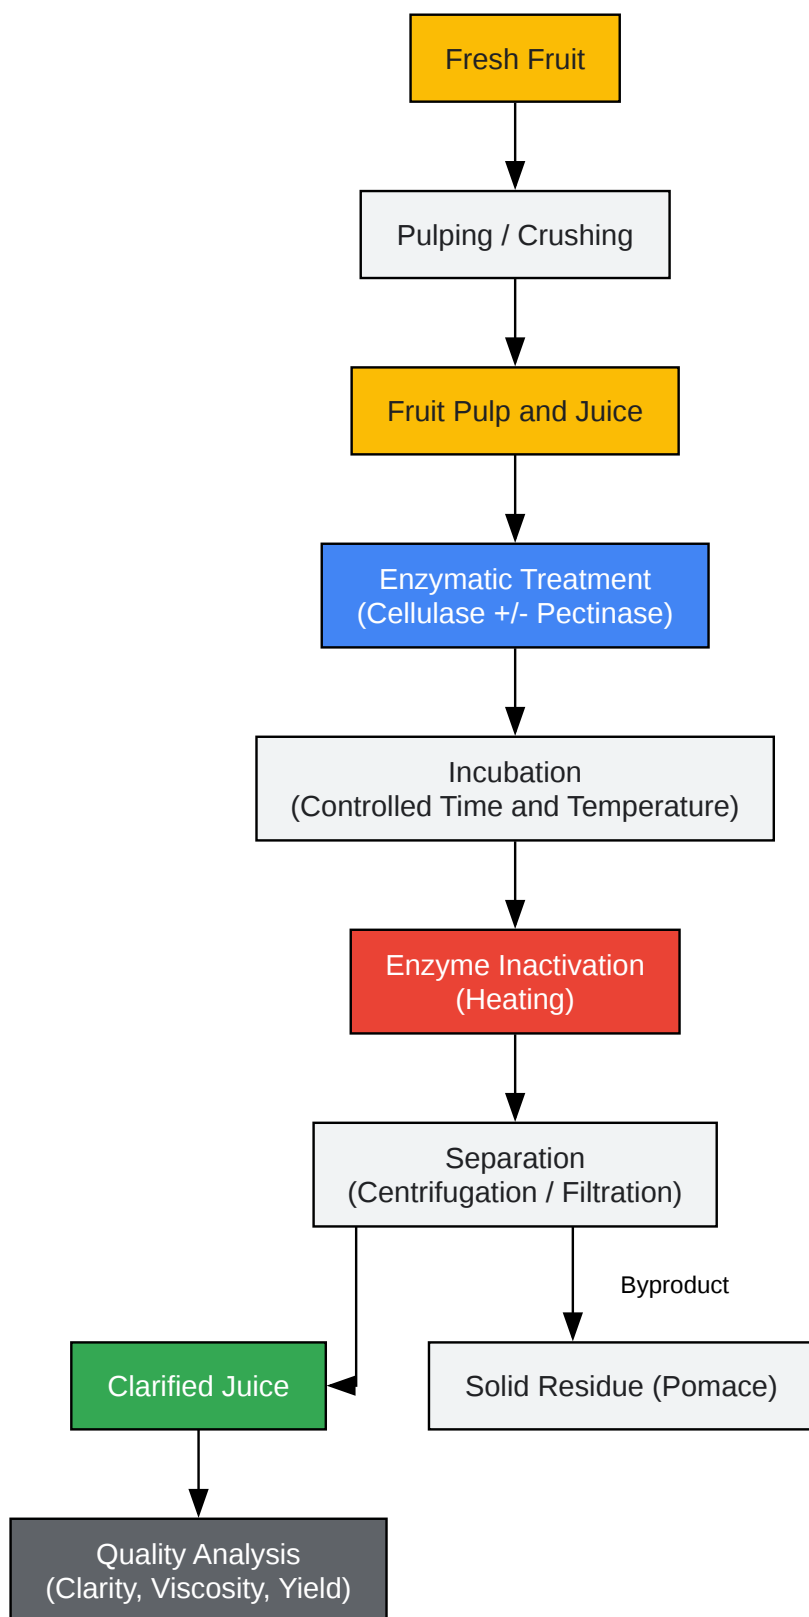 Fresh Fruit
Pulping / Crushing
Fruit Pulp and Juice
Enzymatic Treatment
(Cellulase +/- Pectinase)
Incubation
(Controlled Time and Temperature)
Enzyme Inactivation
(Heating)
Separation
(Centrifugation / Filtration)
Byproduct
Clarified Juice
Solid Residue (Pomace)
Quality Analysis
(Clarity, Viscosity, Yield)